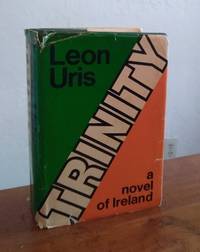 Leon
Uris
TRINITY
a
novel
of Ireland